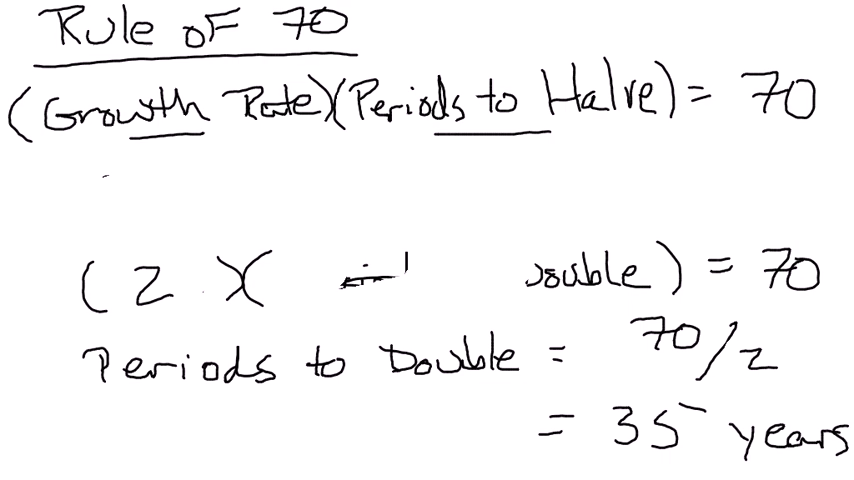 Rule of 70
(Growth Rate)(Periods to Halve) = 70
( 2 )( double) = 70
Periods to Double = 70/2
= 35 years